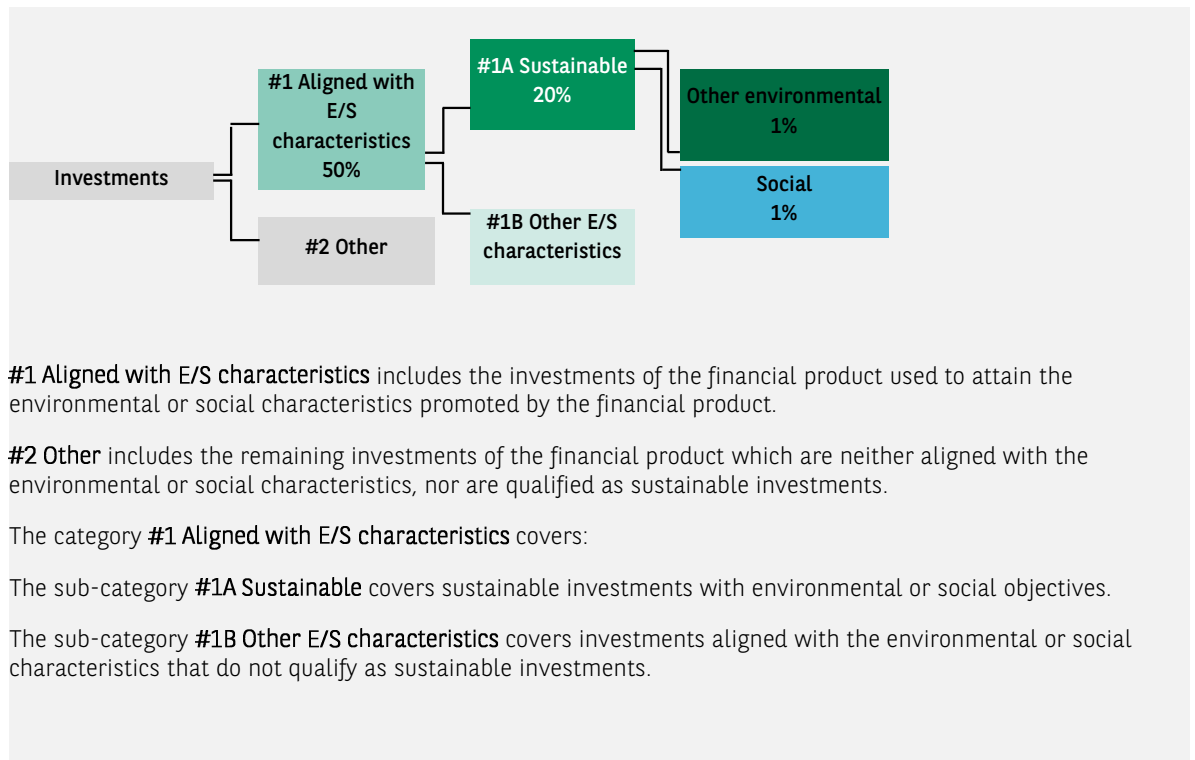 Investments
#1 Aligned with
E/S
characteristics
50%
#2 Other
#1A Sustainable
20%
#1B Other E/S
characteristics
Other environmental
1%
Social
1%
#1 Aligned with E/S characteristics includes the investments of the financial product used to attain the
environmental or social characteristics promoted by the financial product.
#2 Other includes the remaining investments of the financial product which are neither aligned with the
environmental or social characteristics, nor are qualified as sustainable investments.
The category #1 Aligned with E/S characteristics covers:
The sub-category #1A Sustainable covers sustainable investments with environmental or social objectives.
The sub-category #1B Other E/S characteristics covers investments aligned with the environmental or social
characteristics that do not qualify as sustainable investments.